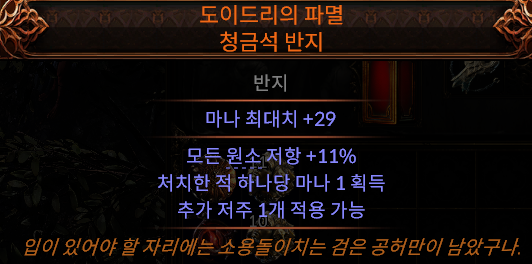 도이드리의 파멸
청금석 반지
반지
마나 최대치 +29
모든 원소 저항 +11%
처치한 적 하나당 마나 1 획득
추가 저주 1개 적용 가능
입이 있어야 할 자리에는 소용돌이치는 검은 공허만이 남았구나.